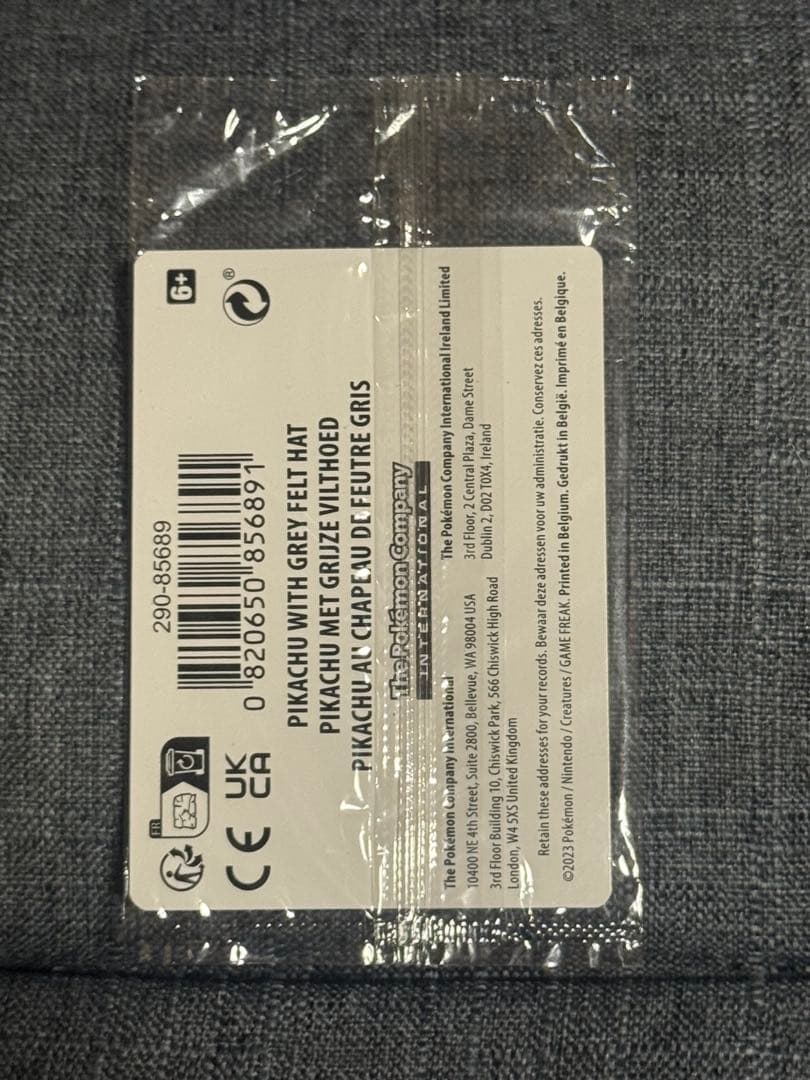 FR
CE
UK
CA
290-85689
0 820650 856891
6+
®
PIKACHU WITH GREY FELT HAT
PIKACHU MET GRIJZE VILTHOED
PIKACHU AU CHAPEAU DE FEUTRE GRIS
The Pokémon Company
INTERNATIONAL
The Pokémon Company International
10400 NE 4th Street, Suite 2800, Bellevue, WA 98004 USA
3rd Floor Building 10, Chiswick Park, 566 Chiswick High Road
London, W4 5XS United Kingdom
The Pokémon Company International Ireland Limited
3rd Floor, 2 Central Plaza, Dame Street
Dublin 2, D02 T0X4, Ireland
Retain these addresses for your records. Bewaar deze adressen voor uw administratie. Conservez ces adresses.
©2023 Pokémon / Nintendo / Creatures / GAME FREAK. Printed in Belgium. Gedrukt in België. Imprimé en Belgique.